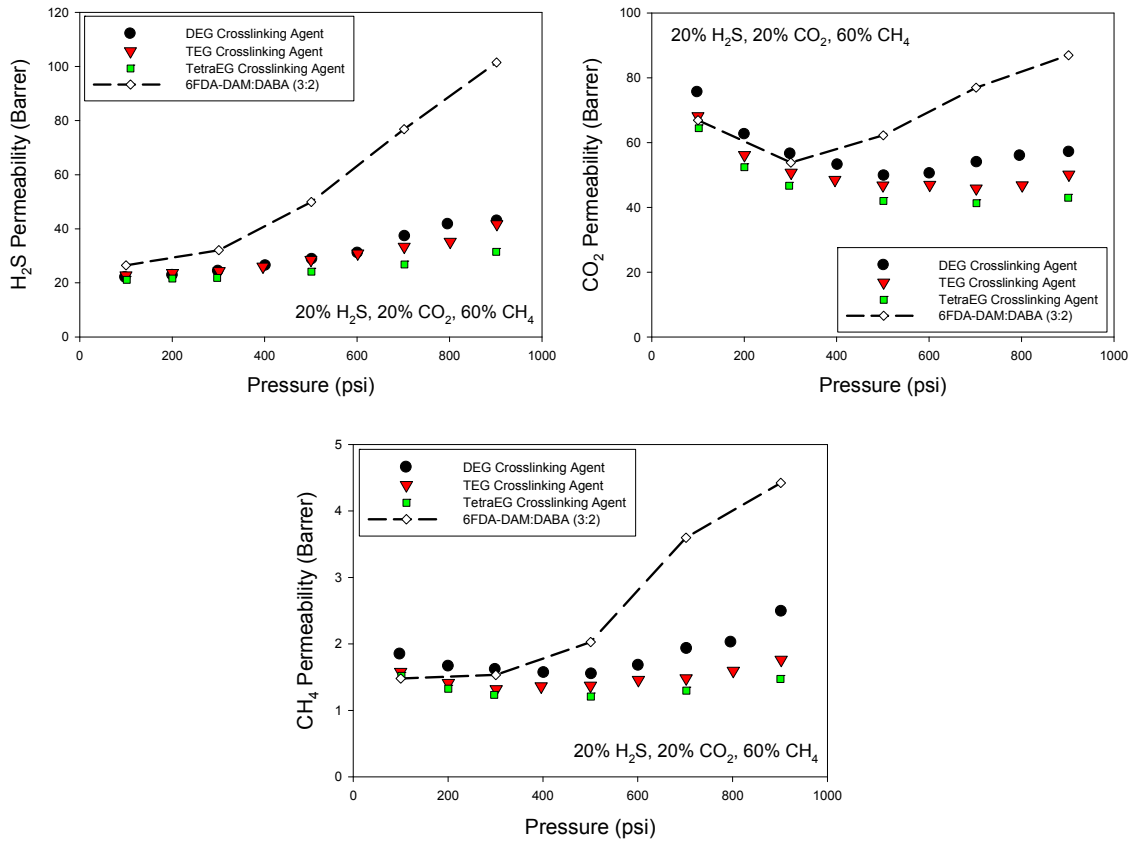 120
100
80
60
40
20
0
H₂S Permeability (Barrer)
DEG Crosslinking Agent
TEG Crosslinking Agent
TetraEG Crosslinking Agent
6FDA-DAM:DABA (3:2)
20% H₂S, 20% CO₂, 60% CH₄
0 200 400 600 800 1000
Pressure (psi)
100
80
60
40
20
0
CO₂ Permeability (Barrer)
20% H₂S, 20% CO₂, 60% CH₄
DEG Crosslinking Agent
TEG Crosslinking Agent
TetraEG Crosslinking Agent
6FDA-DAM:DABA (3:2)
0 200 400 600 800 1000
Pressure (psi)
5
4
3
2
1
0
CH₄ Permeability (Barrer)
DEG Crosslinking Agent
TEG Crosslinking Agent
TetraEG Crosslinking Agent
6FDA-DAM:DABA (3:2)
20% H₂S, 20% CO₂, 60% CH₄
0 200 400 600 800 1000
Pressure (psi)